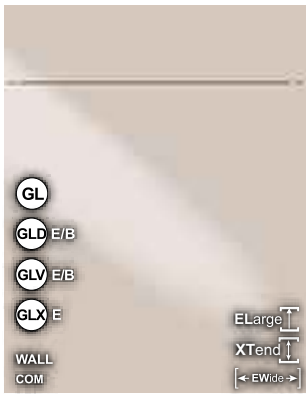 GL
GLD E/B
GLV E/B
GLX E
WALL
COM
ELarge
XTend
EWide